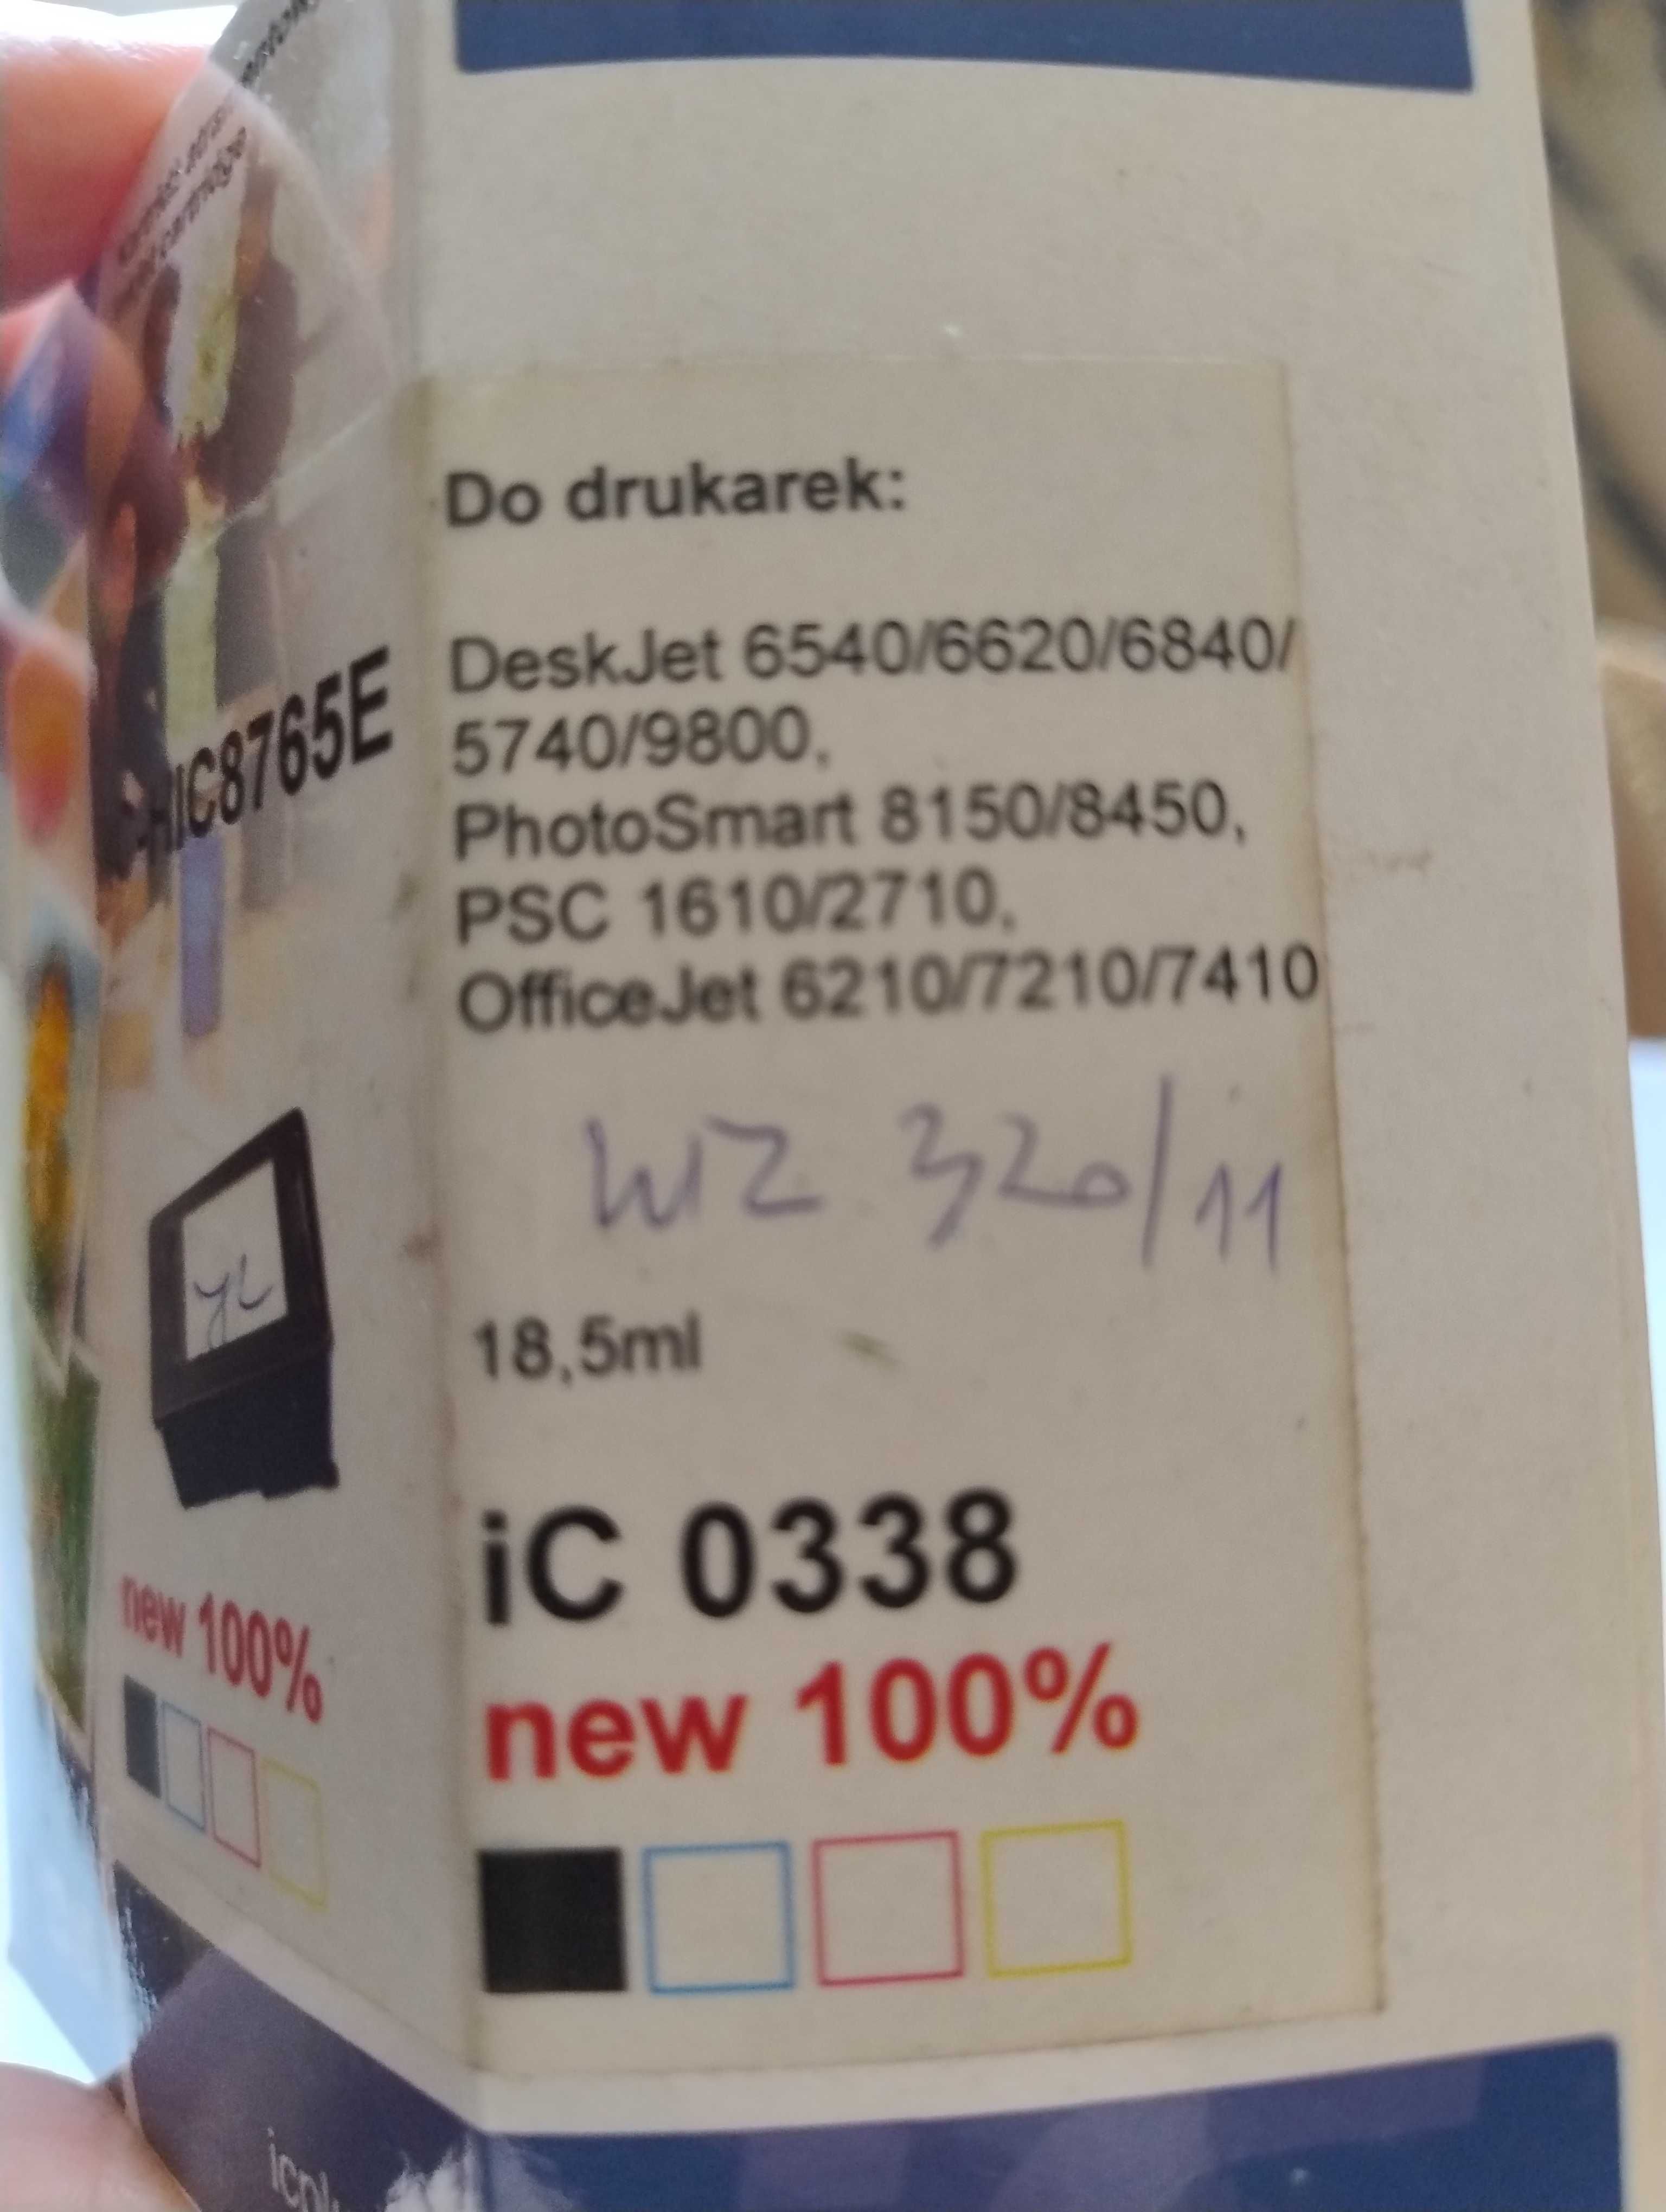 Do drukarek:
DeskJet 6540/6620/6840/
5740/9800,
PhotoSmart 8150/8450,
PSC 1610/2710,
OfficeJet 6210/7210/7410
WZ 320/11
18,5ml
iC 0338
new 100%
HIC8765E
new 100%